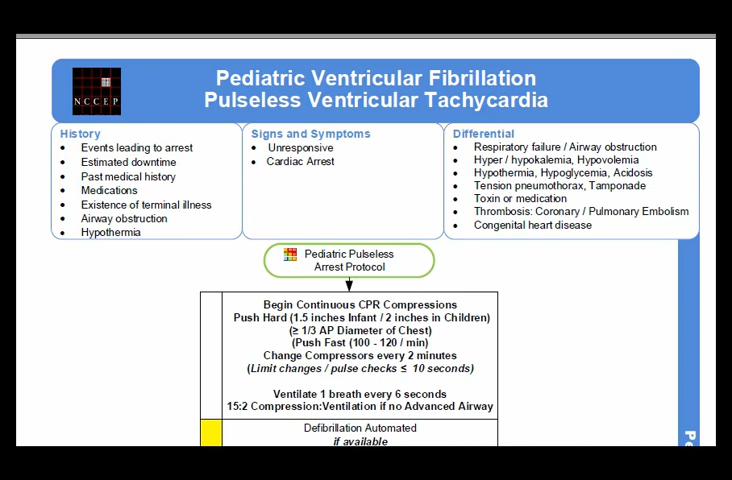 NCCEP
Pediatric Ventricular Fibrillation
Pulseless Ventricular Tachycardia
History
• Events leading to arrest
• Estimated downtime
• Past medical history
• Medications
• Existence of terminal illness
• Airway obstruction
• Hypothermia
Signs and Symptoms
• Unresponsive
• Cardiac Arrest
Differential
• Respiratory failure / Airway obstruction
• Hyper / hypokalemia, Hypovolemia
• Hypothermia, Hypoglycemia, Acidosis
• Tension pneumothorax, Tamponade
• Toxin or medication
• Thrombosis: Coronary / Pulmonary Embolism
• Congenital heart disease
Pediatric Pulseless
Arrest Protocol
Begin Continuous CPR Compressions
Push Hard (1.5 inches Infant / 2 inches in Children)
(≥ 1/3 AP Diameter of Chest)
(Push Fast (100 - 120 / min)
Change Compressors every 2 minutes
(Limit changes / pulse checks ≤ 10 seconds)
Ventilate 1 breath every 6 seconds
15:2 Compression:Ventilation if no Advanced Airway
Defibrillation Automated
if available
Pe